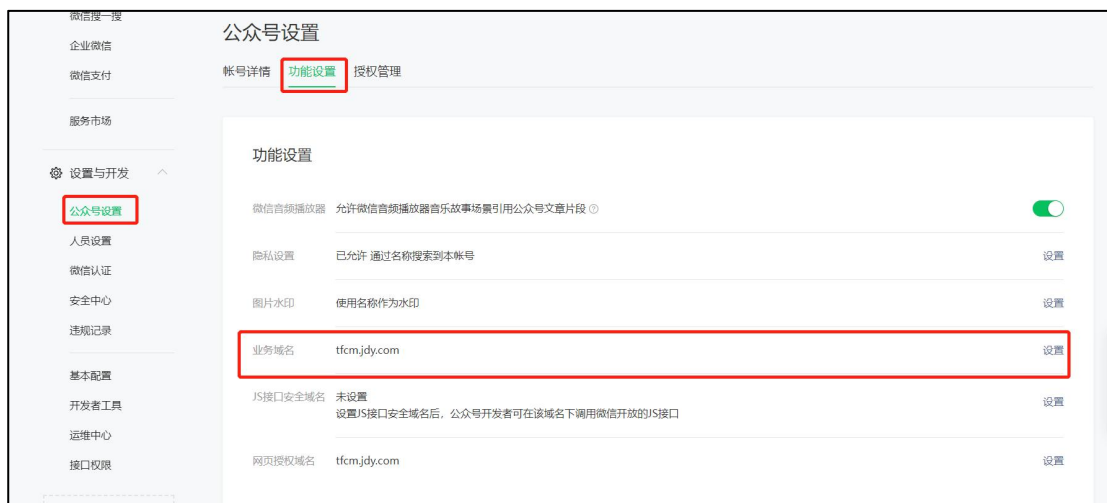 微信搜一搜
企业微信
微信支付
服务市场
设置与开发
公众号设置
人员设置
微信认证
安全中心
违规记录
基本配置
开发者工具
运维中心
接口权限
公众号设置
帐号详情 功能设置 授权管理
功能设置
微信音频播放器 允许微信音频播放器音乐故事场景引用公众号文章片段
隐私设置 已允许 通过名称搜索到本帐号 设置
图片水印 使用名称作为水印 设置
业务域名 tfcm.jdy.com 设置
JS接口安全域名 未设置 设置
设置JS接口安全域名后，公众号开发者可在该域名下调用微信开放的JS接口
网页授权域名 tfcm.jdy.com 设置